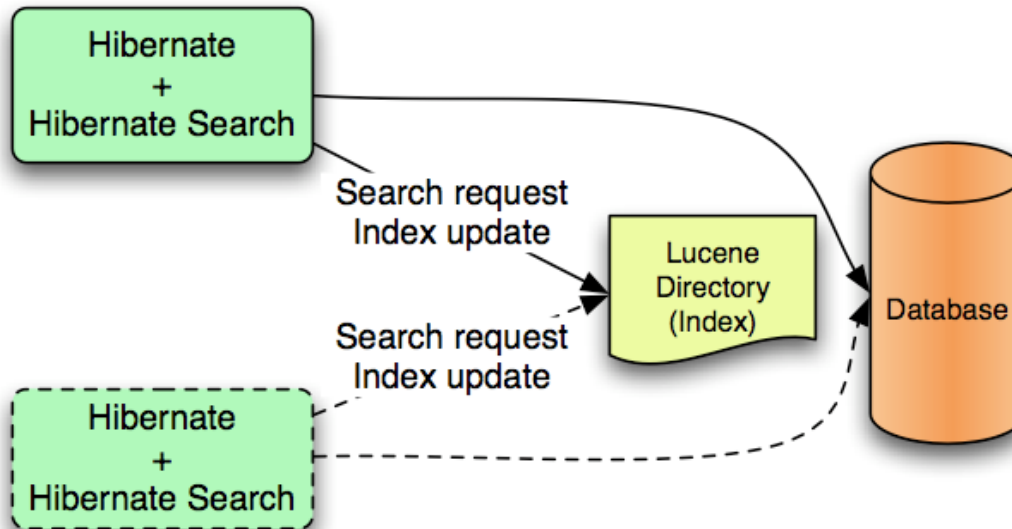 Hibernate
+
Hibernate Search
Search request
Index update
Lucene
Directory
(Index)
Database
Search request
Index update
Hibernate
+
Hibernate Search